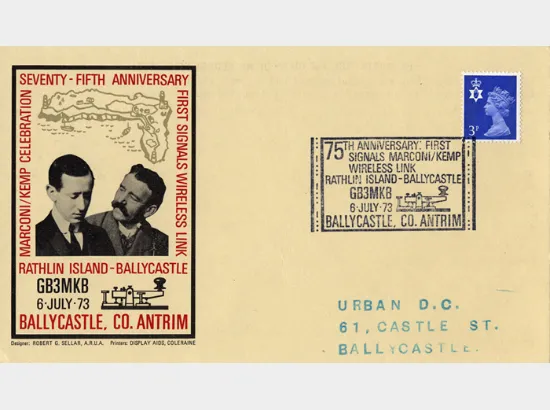 SEVENTY-FIFTH ANNIVERSARY
MARCONI/KEMP CELEBRATION
FIRST SIGNALS WIRELESS LINK
RATHLIN ISLAND-BALLYCASTLE
GB3MKB
6·JULY·73
BALLYCASTLE, CO. ANTRIM
Designer: ROBERT G. SELLAR, A.R.U.A. Printers: DISPLAY AIDS, COLERAINE
3P
75TH ANNIVERSARY: FIRST
SIGNALS MARCONI/KEMP
WIRELESS LINK
RATHLIN ISLAND-BALLYCASTLE
GB3MKB
6·JULY·73
BALLYCASTLE, CO. ANTRIM
URBAN D.C.
61, CASTLE ST.
BALLYCASTLE.